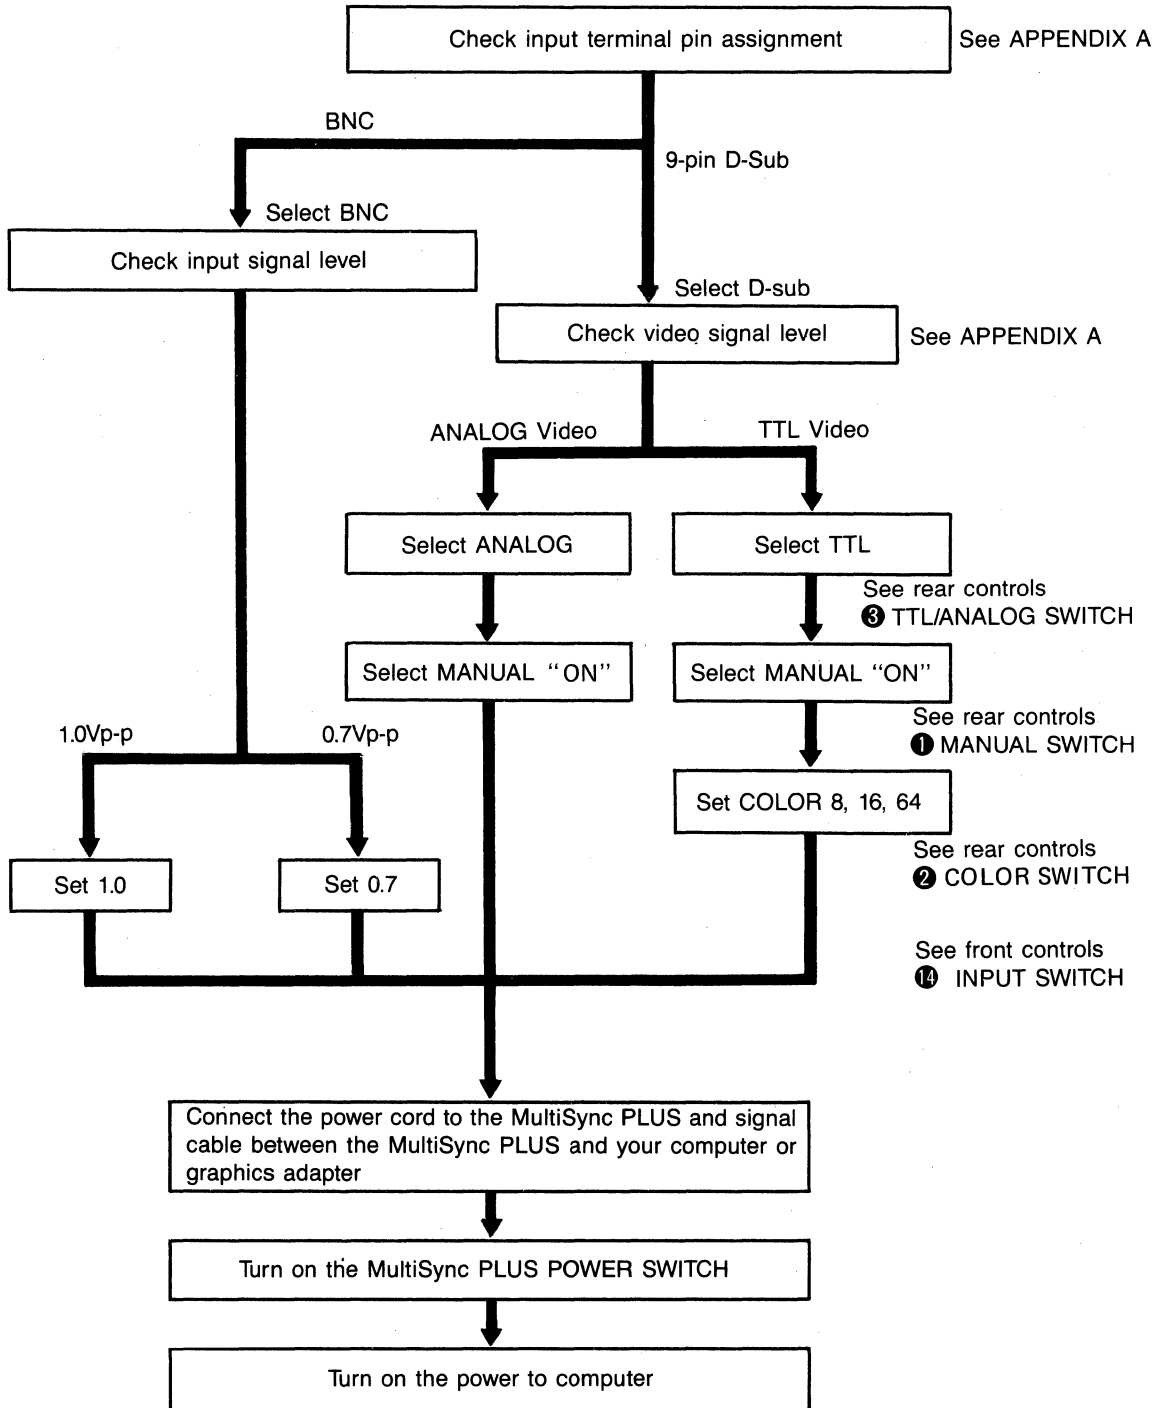 Check input terminal pin assignment
See APPENDIX A
BNC
9-pin D-Sub
Select BNC
Check input signal level
Select D-sub
Check video signal level
See APPENDIX A
ANALOG Video
TTL Video
Select ANALOG
Select TTL
See rear controls
❸ TTL/ANALOG SWITCH
Select MANUAL “ON”
Select MANUAL “ON”
See rear controls
❶ MANUAL SWITCH
1.0Vp-p
0.7Vp-p
Set COLOR 8, 16, 64
See rear controls
❷ COLOR SWITCH
Set 1.0
Set 0.7
See front controls
⓮ INPUT SWITCH
Connect the power cord to the MultiSync PLUS and signal
cable between the MultiSync PLUS and your computer or
graphics adapter
Turn on the MultiSync PLUS POWER SWITCH
Turn on the power to computer